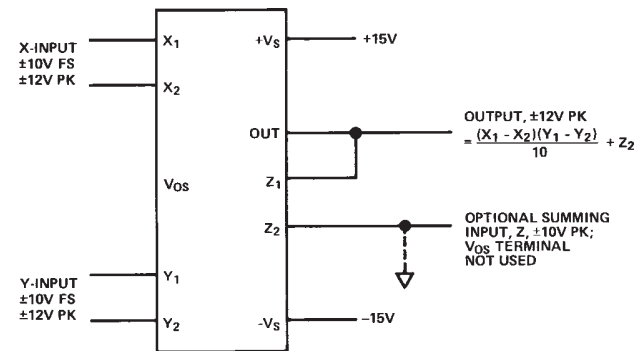 X-INPUT
±10V FS
±12V PK
X1
X2
+VS
+15V
OUT
OUTPUT, ±12V PK
= (X1 - X2)(Y1 - Y2) / 10 + Z2
Z1
VOS
Z2
OPTIONAL SUMMING
INPUT, Z, ±10V PK;
VOS TERMINAL
NOT USED
Y-INPUT
±10V FS
±12V PK
Y1
Y2
-VS
-15V